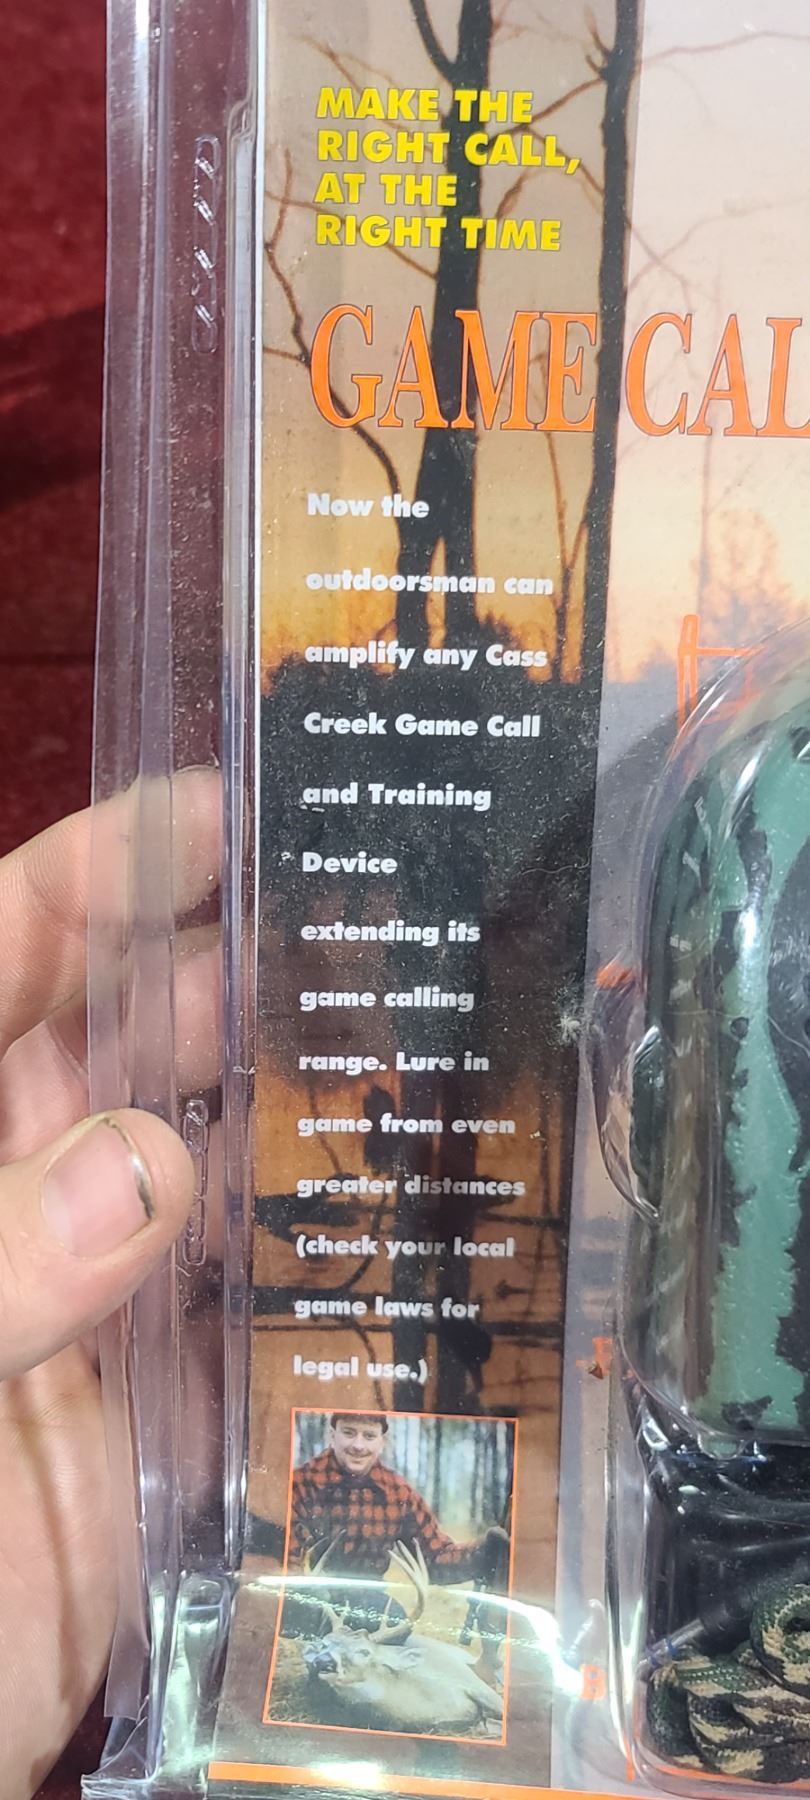 MAKE THE
RIGHT CALL,
AT THE
RIGHT TIME
GAME CAL
Now the
outdoorsman can
amplify any Cass
Creek Game Call
and Training
Device
extending its
game calling
range. Lure in
game from even
greater distances
(check your local
game laws for
legal use.)
B